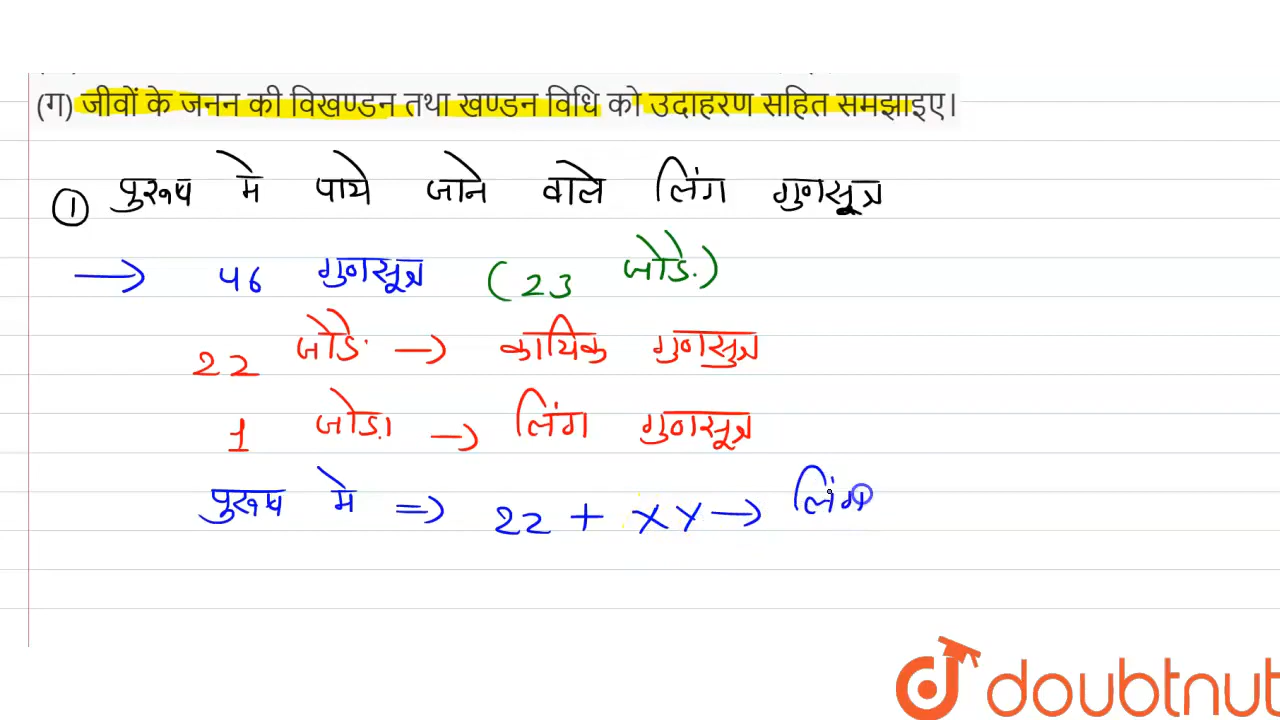 (ग) जीवों के जनन की विखण्डन तथा खण्डन विधि को उदाहरण सहित समझाइए।
① पुरूष मे पाये जाने वाले लिंग गुणसूत्र
→ 46 गुणसूत्र (23 जोडे.)
22 जोडे. → कायिक गुणसूत्र
1 जोडा. → लिंग गुणसूत्र
पुरूष मे ⇒ 22 + XY → लिंग
doubtnut